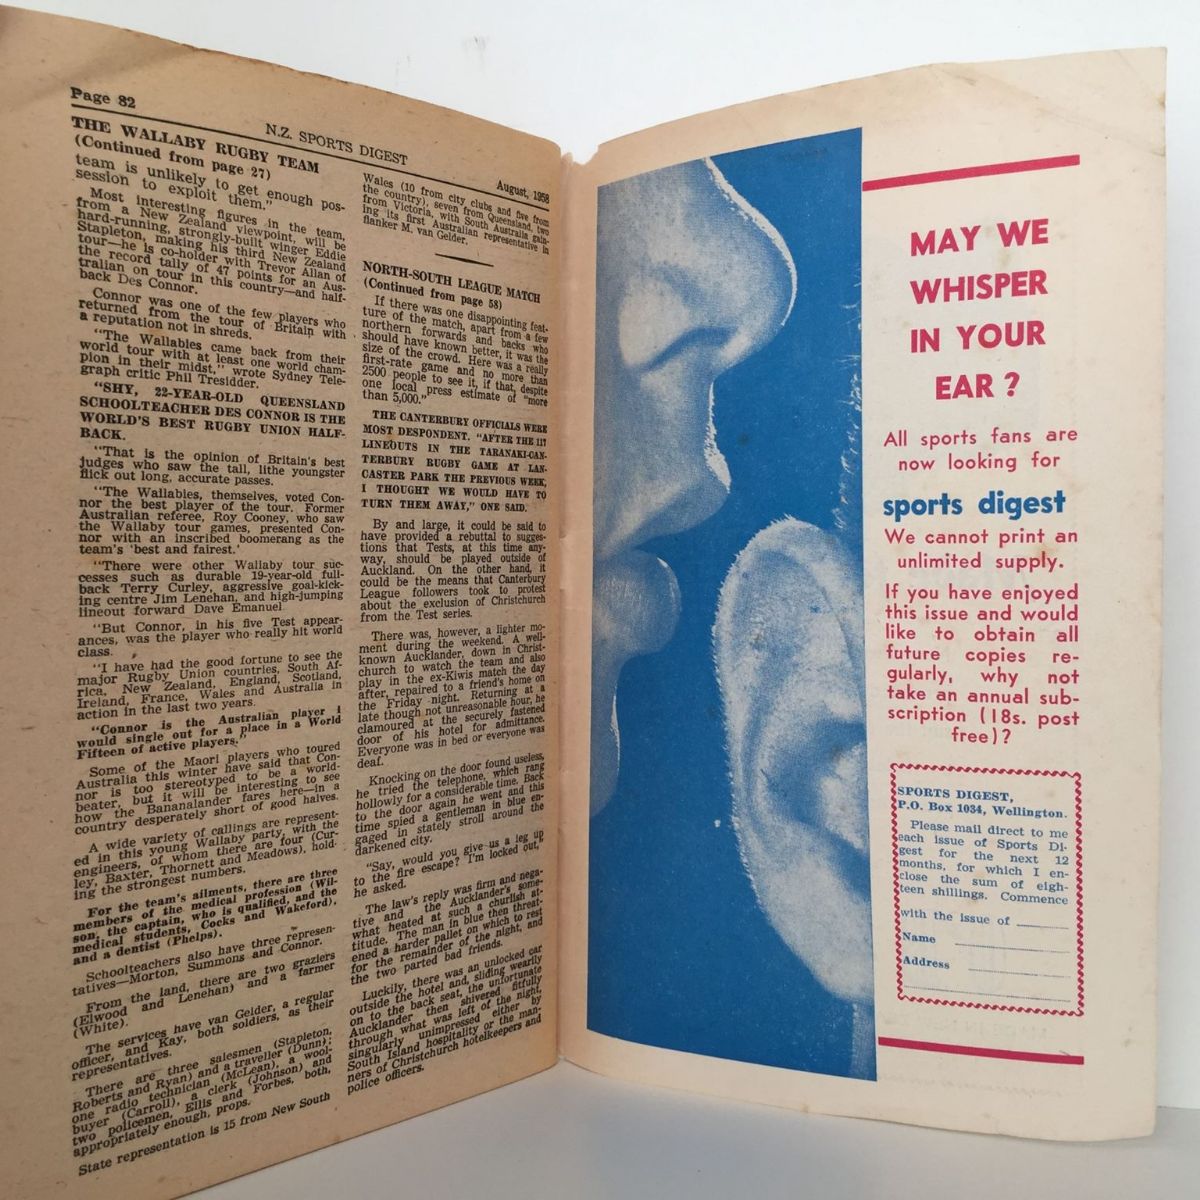 Page 82
N.Z. SPORTS DIGEST
August, 1958
THE WALLABY RUGBY TEAM
(Continued from page 27)
team is unlikely to get enough pos-
session to exploit them."
Most interesting figures in the team,
from a New Zealand viewpoint, will be
hard-running, strongly-built winger Eddie
Stapleton, making his third New Zealand
tour—he is co-holder with Trevor Allan of
the record tally of 47 points for an Aus-
tralian on tour in this country—and half-
back Des Connor.
Connor was one of the few players who
returned from the tour of Britain with
a reputation not in shreds.
"The Wallabies came back from their
world tour with at least one world cham-
pion in their midst," wrote Sydney Tele-
graph critic Phil Tresidder.
"SHY, 22-YEAR-OLD QUEENSLAND
SCHOOLTEACHER DES CONNOR IS THE
WORLD'S BEST RUGBY UNION HALF-
BACK.
"That is the opinion of Britain's best
judges who saw the tall, lithe youngster
flick out long, accurate passes.
"The Wallabies, themselves, voted Con-
nor the best player of the tour. Former
Australian referee, Roy Cooney, who saw
the Wallaby tour games, presented Con-
nor with an inscribed boomerang as the
team's 'best and fairest.'
"There were other Wallaby tour suc-
cesses such as durable 19-year-old full-
back Terry Curley, aggressive goal-kick-
ing centre Jim Lenehan, and high-jumping
lineout forward Dave Emanuel
"But Connor, in his five Test appear-
ances, was the player who really hit world
class.
"I have had the good fortune to see the
major Rugby Union countries, South Af-
rica, New Zealand, England, Scotland,
Ireland, France, Wales and Australia in
action in the last two years.
"Connor is the Australian player I
would single out for a place in a World
Fifteen of active players."
Some of the Maori players who toured
Australia this winter have said that Con-
nor is too stereotyped to be a world-
beater, but it will be interesting to see
how the Bananalander fares here—in a
country desperately short of good halves.
A wide variety of callings are represent-
ed in this young Wallaby party, with the
engineers, of whom there are four (Cur-
ley, Baxter, Thornett and Meadows), hold-
ing the strongest numbers.
For the team's ailments, there are three
members of the medical profession (Wil-
son, the captain, who is qualified, and the
medical students, Cocks and Wakeford),
and a dentist (Phelps).
Schoolteachers also have three represen-
tatives—Morton, Summons and Connor.
From the land, there are two graziers
(Elwood and Lenehan) and a farmer
(White).
The services have van Gelder, a regular
officer, and Kay, both soldiers, as their
representatives.
There are three salesmen (Stapleton,
Roberts and Ryan) and a traveller (Dunn);
one radio technician (McLean), a wool-
buyer (Carroll), a clerk (Johnson) and
two policemen, Ellis and Forbes, both,
appropriately enough, props.
State representation is 15 from New South
Wales (10 from city clubs and five from
the country), seven from Queensland, two
from Victoria, with South Australia gain-
ing its first Australian representative in
flanker M. van Gelder.
NORTH-SOUTH LEAGUE MATCH
(Continued from page 58)
If there was one disappointing feat-
ure of the match, apart from a few
northern forwards and backs who
should have known better, it was the
size of the crowd. Here was a really
first-rate game and no more than
2500 people to see it, if that, despite
one local press estimate of "more
than 5,000."
THE CANTERBURY OFFICIALS WERE
MOST DESPONDENT. "AFTER THE 117
LINEOUTS IN THE TARANAKI-CAN-
TERBURY RUGBY GAME AT LAN-
CASTER PARK THE PREVIOUS WEEK,
I THOUGHT WE WOULD HAVE TO
TURN THEM AWAY," ONE SAID.
By and large, it could be said to
have provided a rebuttal to sugges-
tions that Tests, at this time any-
way, should be played outside of
Auckland. On the other hand, it
could be the means that Canterbury
League followers took to protest
about the exclusion of Christchurch
from the Test series.
There was, however, a lighter mo-
ment during the weekend. A well-
known Aucklander, down in Christ-
church to watch the team and also
play in the ex-Kiwis match the day
after, repaired to a friend's home on
the Friday night. Returning at a
late though not unreasonable hour, he
clamoured at the securely fastened
door of his hotel for admittance.
Everyone was in bed or everyone was
deaf.
Knocking on the door found useless,
he tried the telephone, which rang
hollowly for a considerable time. Back
to the door again he went and this
time spied a gentleman in blue en-
gaged in stately stroll around the
darkened city.
"Say, would you give us a leg up
to the fire escape? I'm locked out,"
he asked.
The law's reply was firm and nega-
tive and the Aucklander's some-
what heated at such a churlish at-
titude. The man in blue then threat-
ened a harder pallet on which to rest
for the remainder of the night, and
the two parted bad friends.
Luckily, there was an unlocked car
outside the hotel and, sliding wearily
on to the back seat, the unfortunate
Aucklander then shivered fitfully
through what was left of the night,
singularly unimpressed either by
South Island hospitality or the man-
ners of Christchurch hotelkeepers and
police officers.
MAY WE
WHISPER
IN YOUR
EAR ?
All sports fans are
now looking for
sports digest
We cannot print an
unlimited supply.
If you have enjoyed
this issue and would
like to obtain all
future copies re-
gularly, why not
take an annual sub-
scription (18s. post
free)?
SPORTS DIGEST,
P.O. Box 1034, Wellington.
Please mail direct to me
each issue of Sports Di-
gest for the next 12
months, for which I en-
close the sum of eigh-
teen shillings. Commence
with the issue of
Name
Address